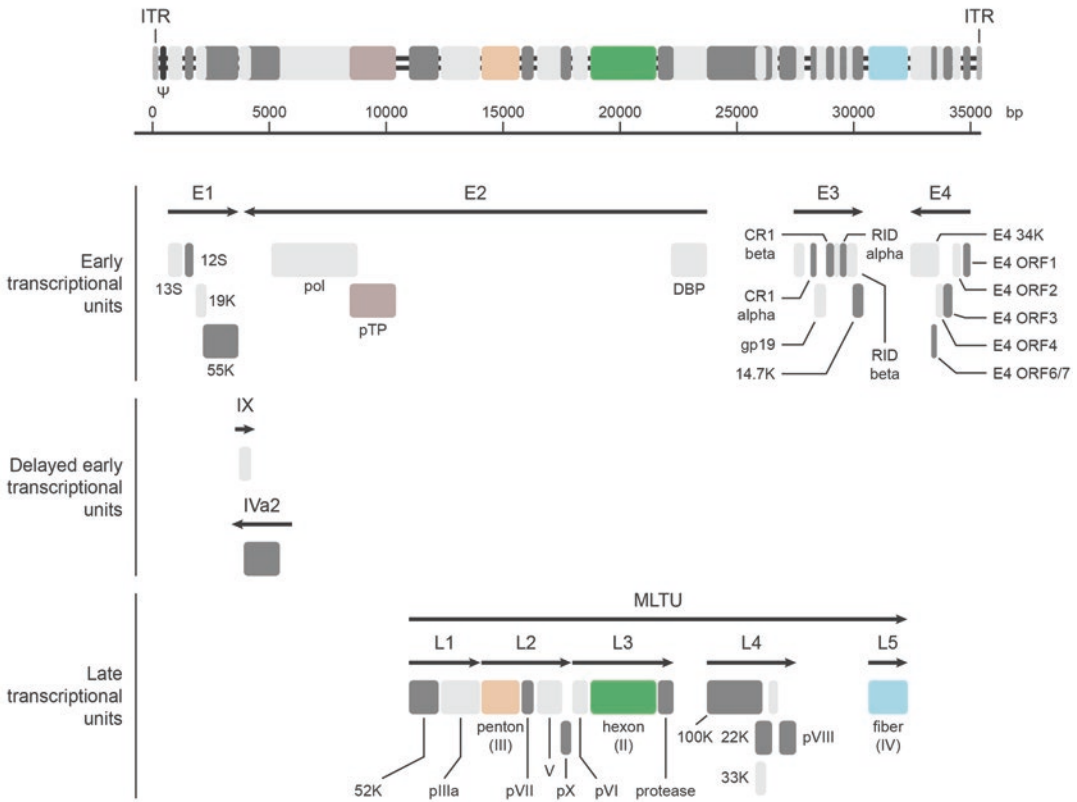 ITR ITR
Ψ
0 5000 10000 15000 20000 25000 30000 35000 bp
E1 E2 E3 E4
Early
transcriptional
units
12S
13S
19K
55K
pol
pTP
DBP
CR1
beta
RID
alpha
CR1
alpha
gp19
14.7K
RID
beta
E4 34K
E4 ORF1
E4 ORF2
E4 ORF3
E4 ORF4
E4 ORF6/7
Delayed early
transcriptional
units
IX
IVa2
Late
transcriptional
units
MLTU
L1 L2 L3 L4 L5
penton
(III)
hexon
(II)
100K
22K
33K
pVIII
fiber
(IV)
52K pIIIa pVII V pX pVI protease